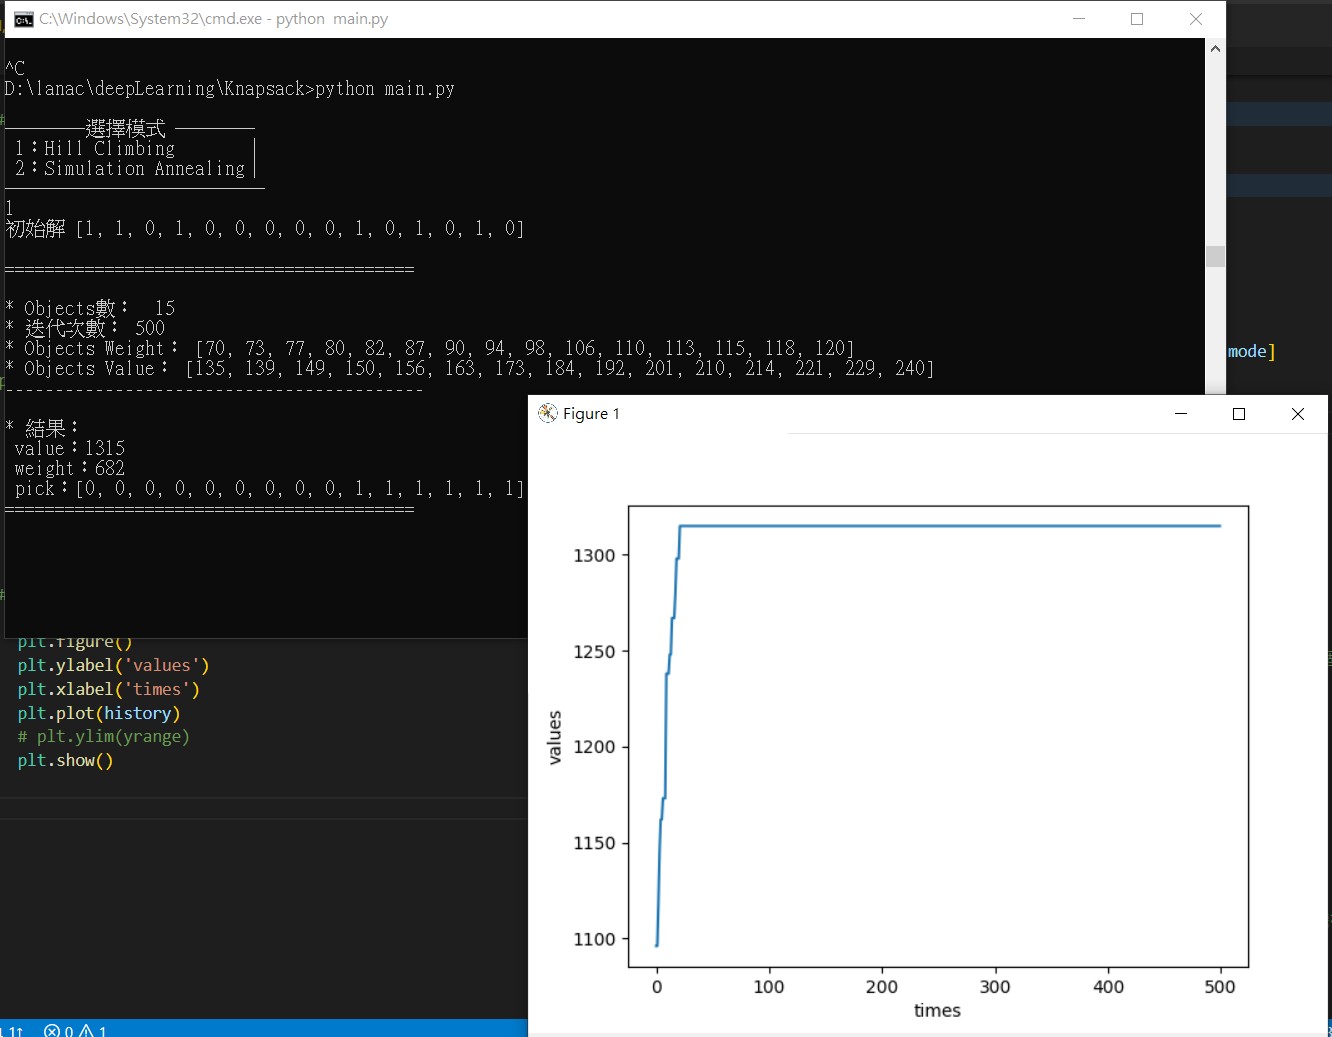 C:\Windows\System32\cmd.exe - python  main.py
^C
D:\lanac\deepLearning\Knapsack>python main.py
選擇模式
1：Hill Climbing
2：Simulation Annealing
1
初始解 [1, 1, 0, 1, 0, 0, 0, 0, 0, 1, 0, 1, 0, 1, 0]
=========================================
* Objects數：  15
* 迭代次數： 500
* Objects Weight： [70, 73, 77, 80, 82, 87, 90, 94, 98, 106, 110, 113, 115, 118, 120]
* Objects Value： [135, 139, 149, 150, 156, 163, 173, 184, 192, 201, 210, 214, 221, 229, 240]
------------------------------------------
* 結果：
value：1315
weight：682
pick：[0, 0, 0, 0, 0, 0, 0, 0, 0, 1, 1, 1, 1, 1, 1]
=========================================
mode]
Figure 1
1300
1250
1200
1150
1100
values
0 100 200 300 400 500
times
plt.figure()
plt.ylabel('values')
plt.xlabel('times')
plt.plot(history)
# plt.ylim(yrange)
plt.show()
1↑ 0 1